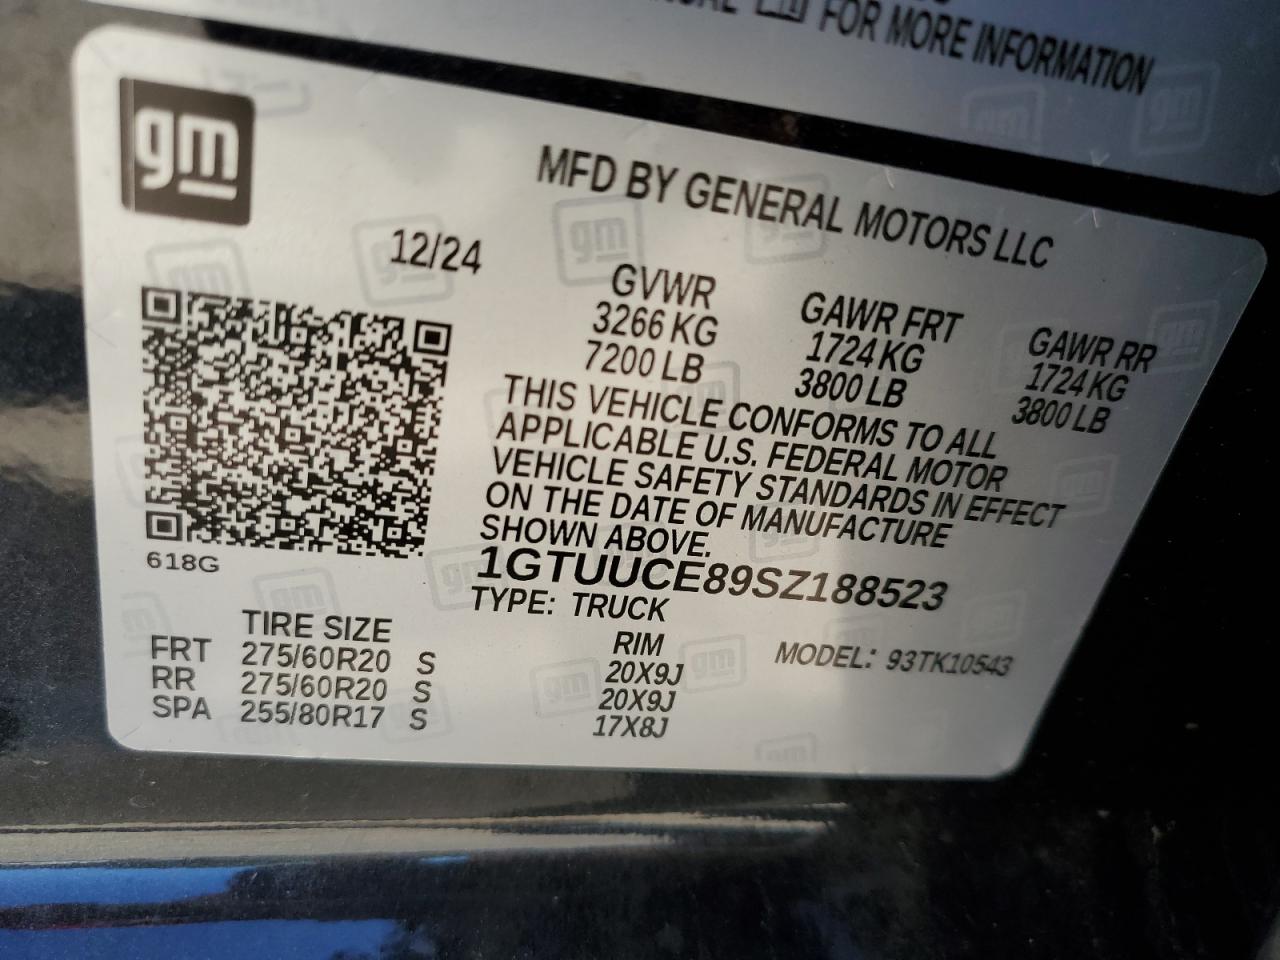 FOR MORE INFORMATION
gm
MFD BY GENERAL MOTORS LLC
12/24
GVWR GAWR FRT GAWR RR
3266 KG 1724 KG 1724 KG
7200 LB 3800 LB 3800 LB
THIS VEHICLE CONFORMS TO ALL
APPLICABLE U.S. FEDERAL MOTOR
VEHICLE SAFETY STANDARDS IN EFFECT
ON THE DATE OF MANUFACTURE
SHOWN ABOVE.
618G
1GTUUCE89SZ188523
TYPE: TRUCK
MODEL: 93TK10543
TIRE SIZE RIM
FRT 275/60R20 S 20X9J
RR 275/60R20 S 20X9J
SPA 255/80R17 S 17X8J